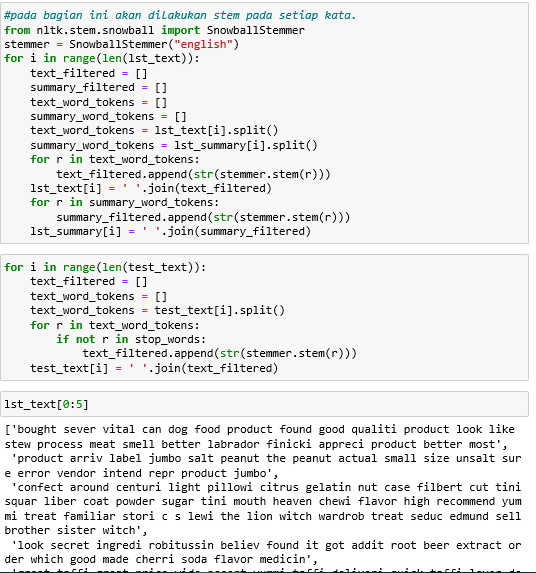 #pada bagian ini akan dilakukan stem pada setiap kata.
from nltk.stem.snowball import SnowballStemmer
stemmer = SnowballStemmer("english")
for i in range(len(lst_text)):
    text_filtered = []
    summary_filtered = []
    text_word_tokens = []
    summary_word_tokens = []
    text_word_tokens = lst_text[i].split()
    summary_word_tokens = lst_summary[i].split()
    for r in text_word_tokens:
        text_filtered.append(str(stemmer.stem(r)))
    lst_text[i] = ' '.join(text_filtered)
    for r in summary_word_tokens:
        summary_filtered.append(str(stemmer.stem(r)))
    lst_summary[i] = ' '.join(summary_filtered)
for i in range(len(test_text)):
    text_filtered = []
    text_word_tokens = []
    text_word_tokens = test_text[i].split()
    for r in text_word_tokens:
        if not r in stop_words:
            text_filtered.append(str(stemmer.stem(r)))
    test_text[i] = ' '.join(text_filtered)
lst_text[0:5]
['bought sever vital can dog food product found good qualiti product look like
stew process meat smell better labrador finicki appreci product better most',
 'product arriv label jumbo salt peanut the peanut actual small size unsalt sur
e error vendor intend repr product jumbo',
 'confect around centuri light pillowi citrus gelatin nut case filbert cut tini
squar liber coat powder sugar tini mouth heaven chewi flavor high recommend yum
mi treat familiar stori c s lewi the lion witch wardrob treat seduc edmund sell
brother sister witch',
 'look secret ingredi robitussin believ found it got addit root beer extract or
der which good made cherri soda flavor medicin',